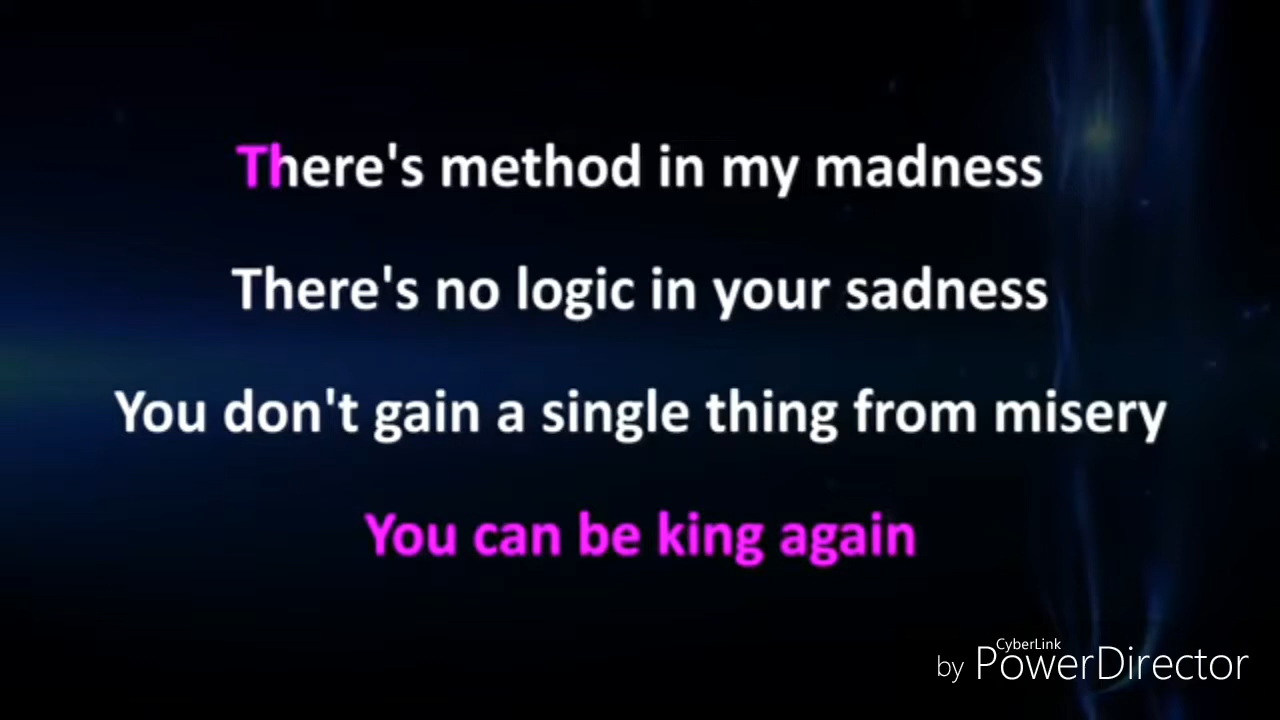 There's method in my madness
There's no logic in your sadness
You don't gain a single thing from misery
You can be king again
CyberLink
by PowerDirector